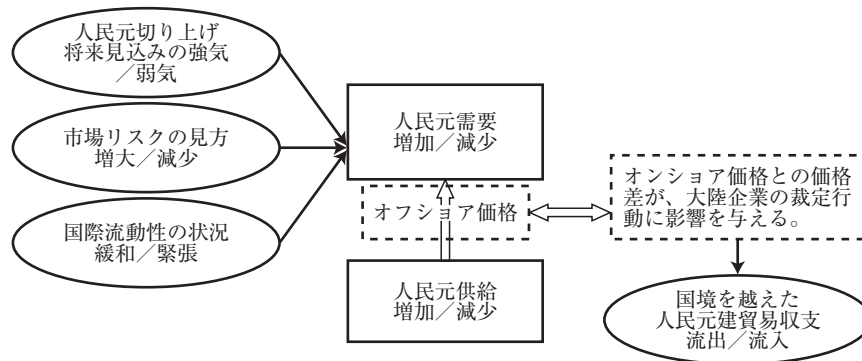 人民元切り上げ
将来見込みの強気
／弱気
市場リスクの見方
増大／減少
国際流動性の状況
緩和／緊張
人民元需要
増加／減少
オフショア価格
人民元供給
増加／減少
オンショア価格との価格
差が、大陸企業の裁定行
動に影響を与える。
国境を越えた
人民元建貿易収支
流出／流入